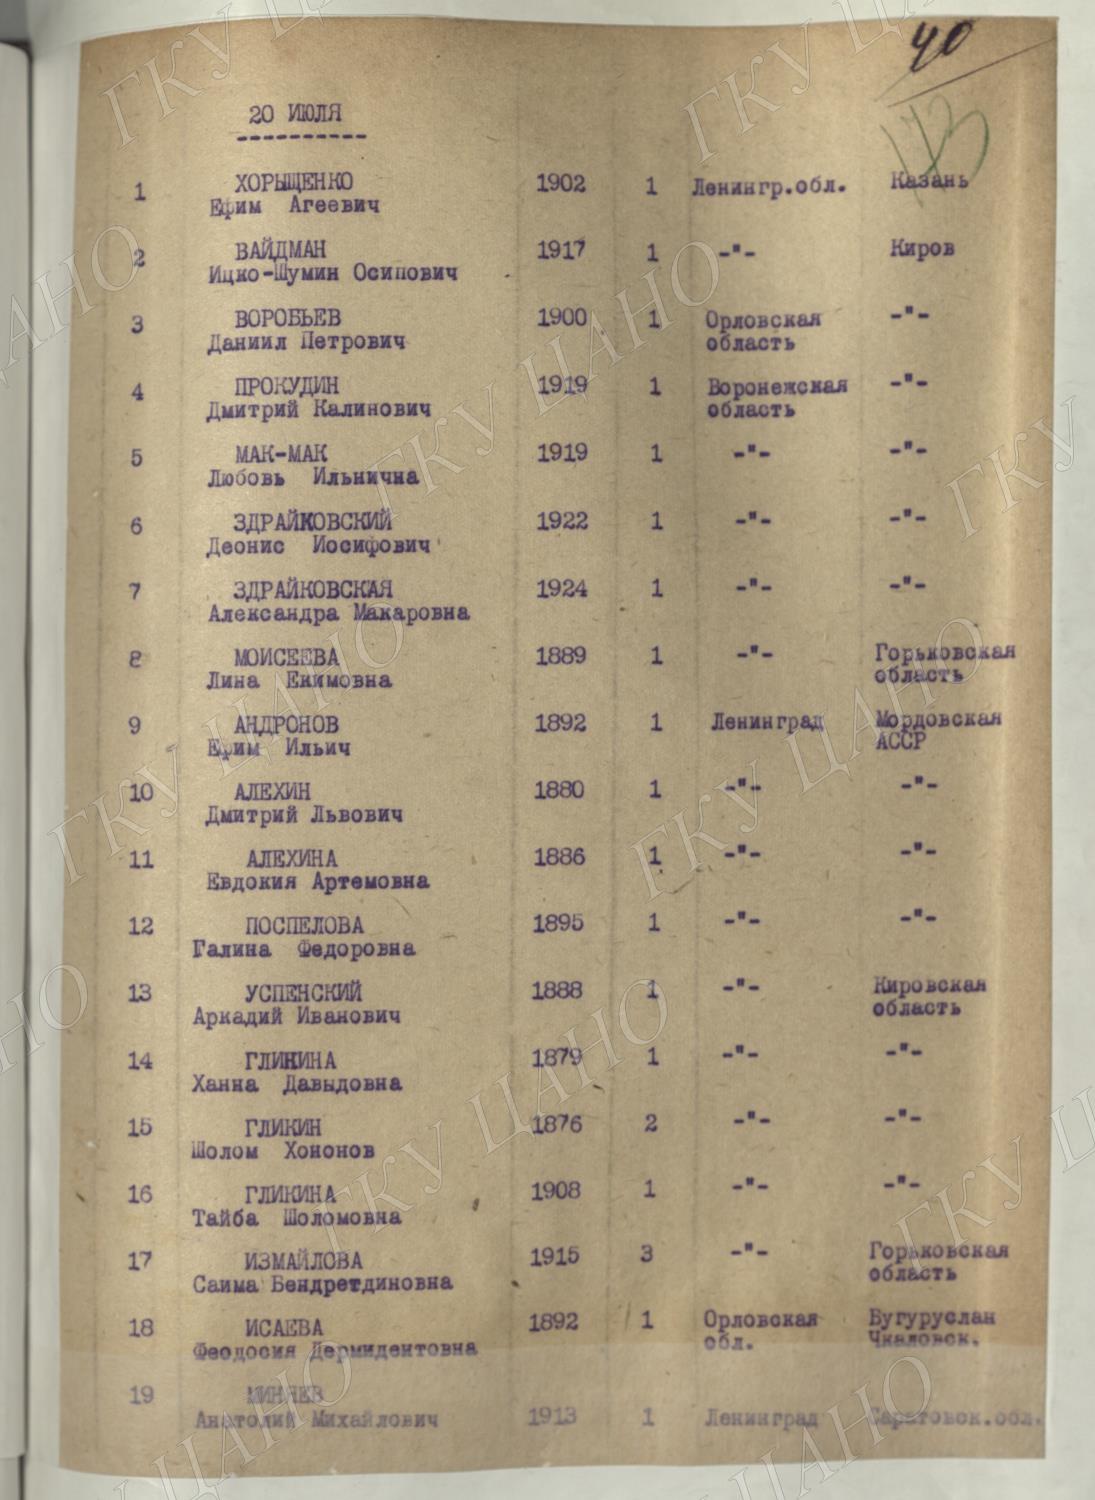 40
173
20 ИЮЛЯ
1 ХОРЫЩЕНКО 1902 1 Ленингр.обл. Казань
Ефим Агеевич
2 ВАЙДМАН 1917 1 -"- Киров
Ицко-Шумин Осипович
3 ВОРОБЬЕВ 1900 1 Орловская -"-
Даниил Петрович область
4 ПРОКУДИН 1919 1 Воронежская -"-
Дмитрий Калинович область
5 МАК-МАК 1919 1 -"- -"-
Любовь Ильнична
6 ЗДРАЙКОВСКИЙ 1922 1 -"- -"-
Деонис Иосифович
7 ЗДРАЙКОВСКАЯ 1924 1 -"- -"-
Александра Макаровна
8 МОИСЕЕВА 1889 1 -"- Горьковская
Лина Екимовна область
9 АНДРОНОВ 1892 1 Ленинград Мордовская
Ефим Ильич АССР
10 АЛЕХИН 1880 1 -"- -"-
Дмитрий Львович
11 АЛЕХИНА 1886 1 -"- -"-
Евдокия Артемовна
12 ПОСПЕЛОВА 1895 1 -"- -"-
Галина Федоровна
13 УСПЕНСКИЙ 1888 1 -"- Кировская
Аркадий Иванович область
14 ГЛИКИНА 1879 1 -"- -"-
Ханна Давыдовна
15 ГЛИКИН 1876 2 -"- -"-
Шолом Хононов
16 ГЛИКИНА 1908 1 -"- -"-
Тайба Шоломовна
17 ИЗМАЙЛОВА 1915 3 -"- Горьковская
Саима Бендретдиновна область
18 ИСАЕВА 1892 1 Орловская Бугуруслан
Феодосия Дермидентовна обл. Чкаловск.
19 МИНЯЕВ
Анатолий Михайлович 1913 1 Ленинград Саратовск.обл.
ГКУ ЦАНО